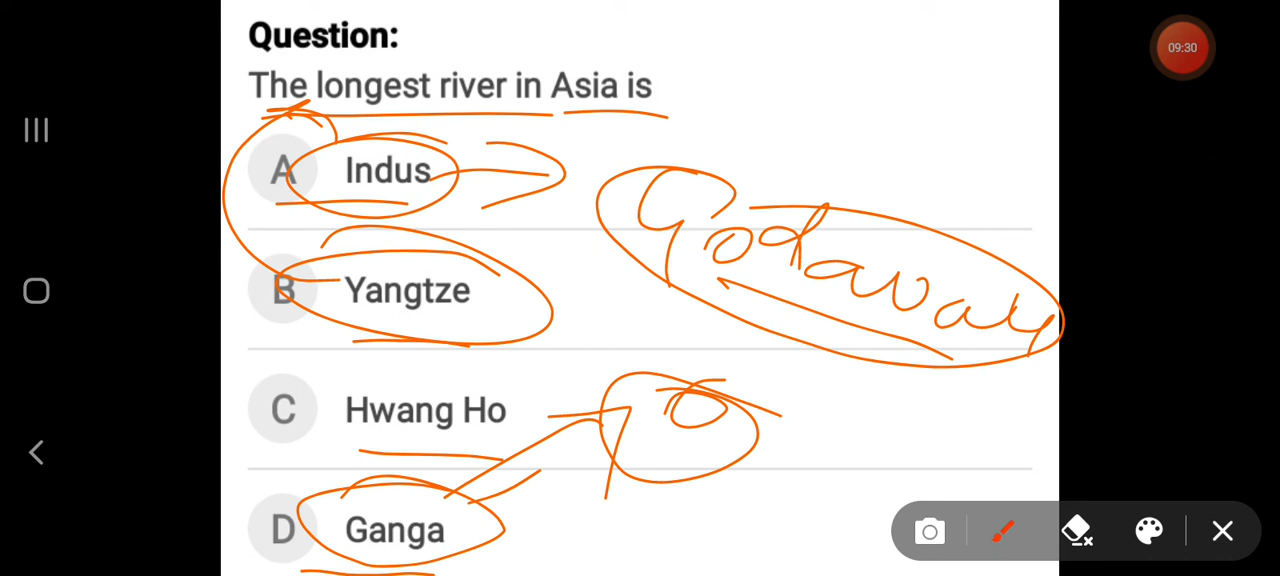 09:30
Question:
The longest river in Asia is
A Indus
Godavary
B Yangtze
C Hwang Ho
D Ganga